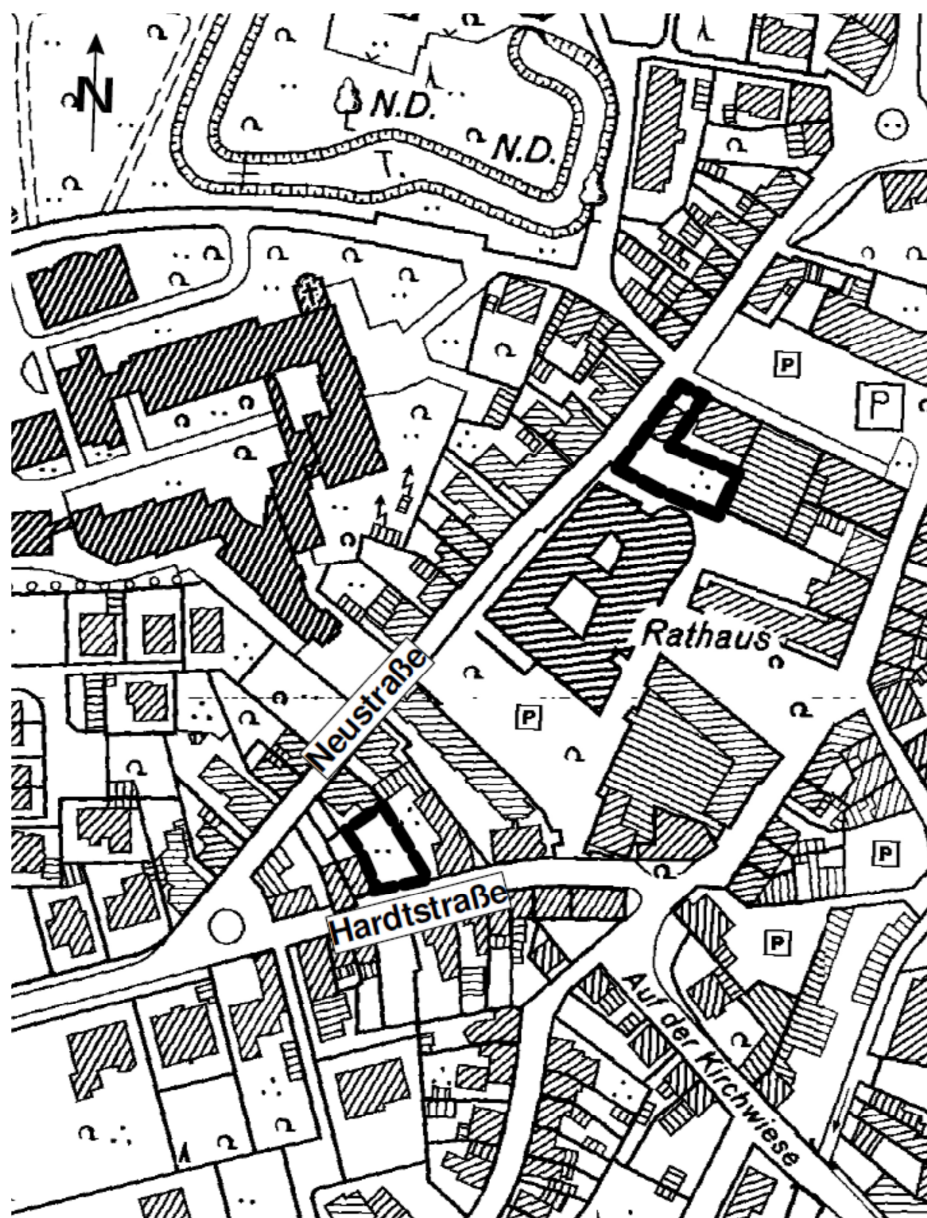 N
N.D.
N.D.
P
P
Rathaus
Neustraße
P
P
Hardtstraße
P
Auf der Kirchwiese